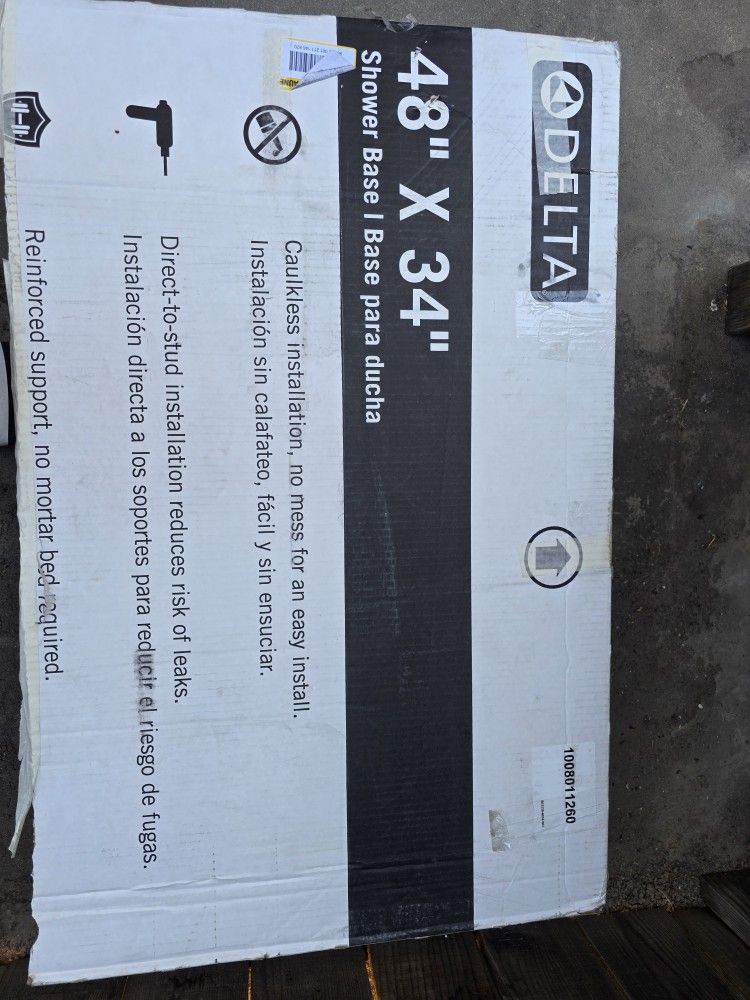 DELTA
1008011260
48" X 34"
Shower Base | Base para ducha
Caulkless installation, no mess for an easy install.
Instalación sin calafateo, fácil y sin ensuciar.
Direct-to-stud installation reduces risk of leaks.
Instalación directa a los soportes para reducir el riesgo de fugas.
Reinforced support, no mortar bed required.